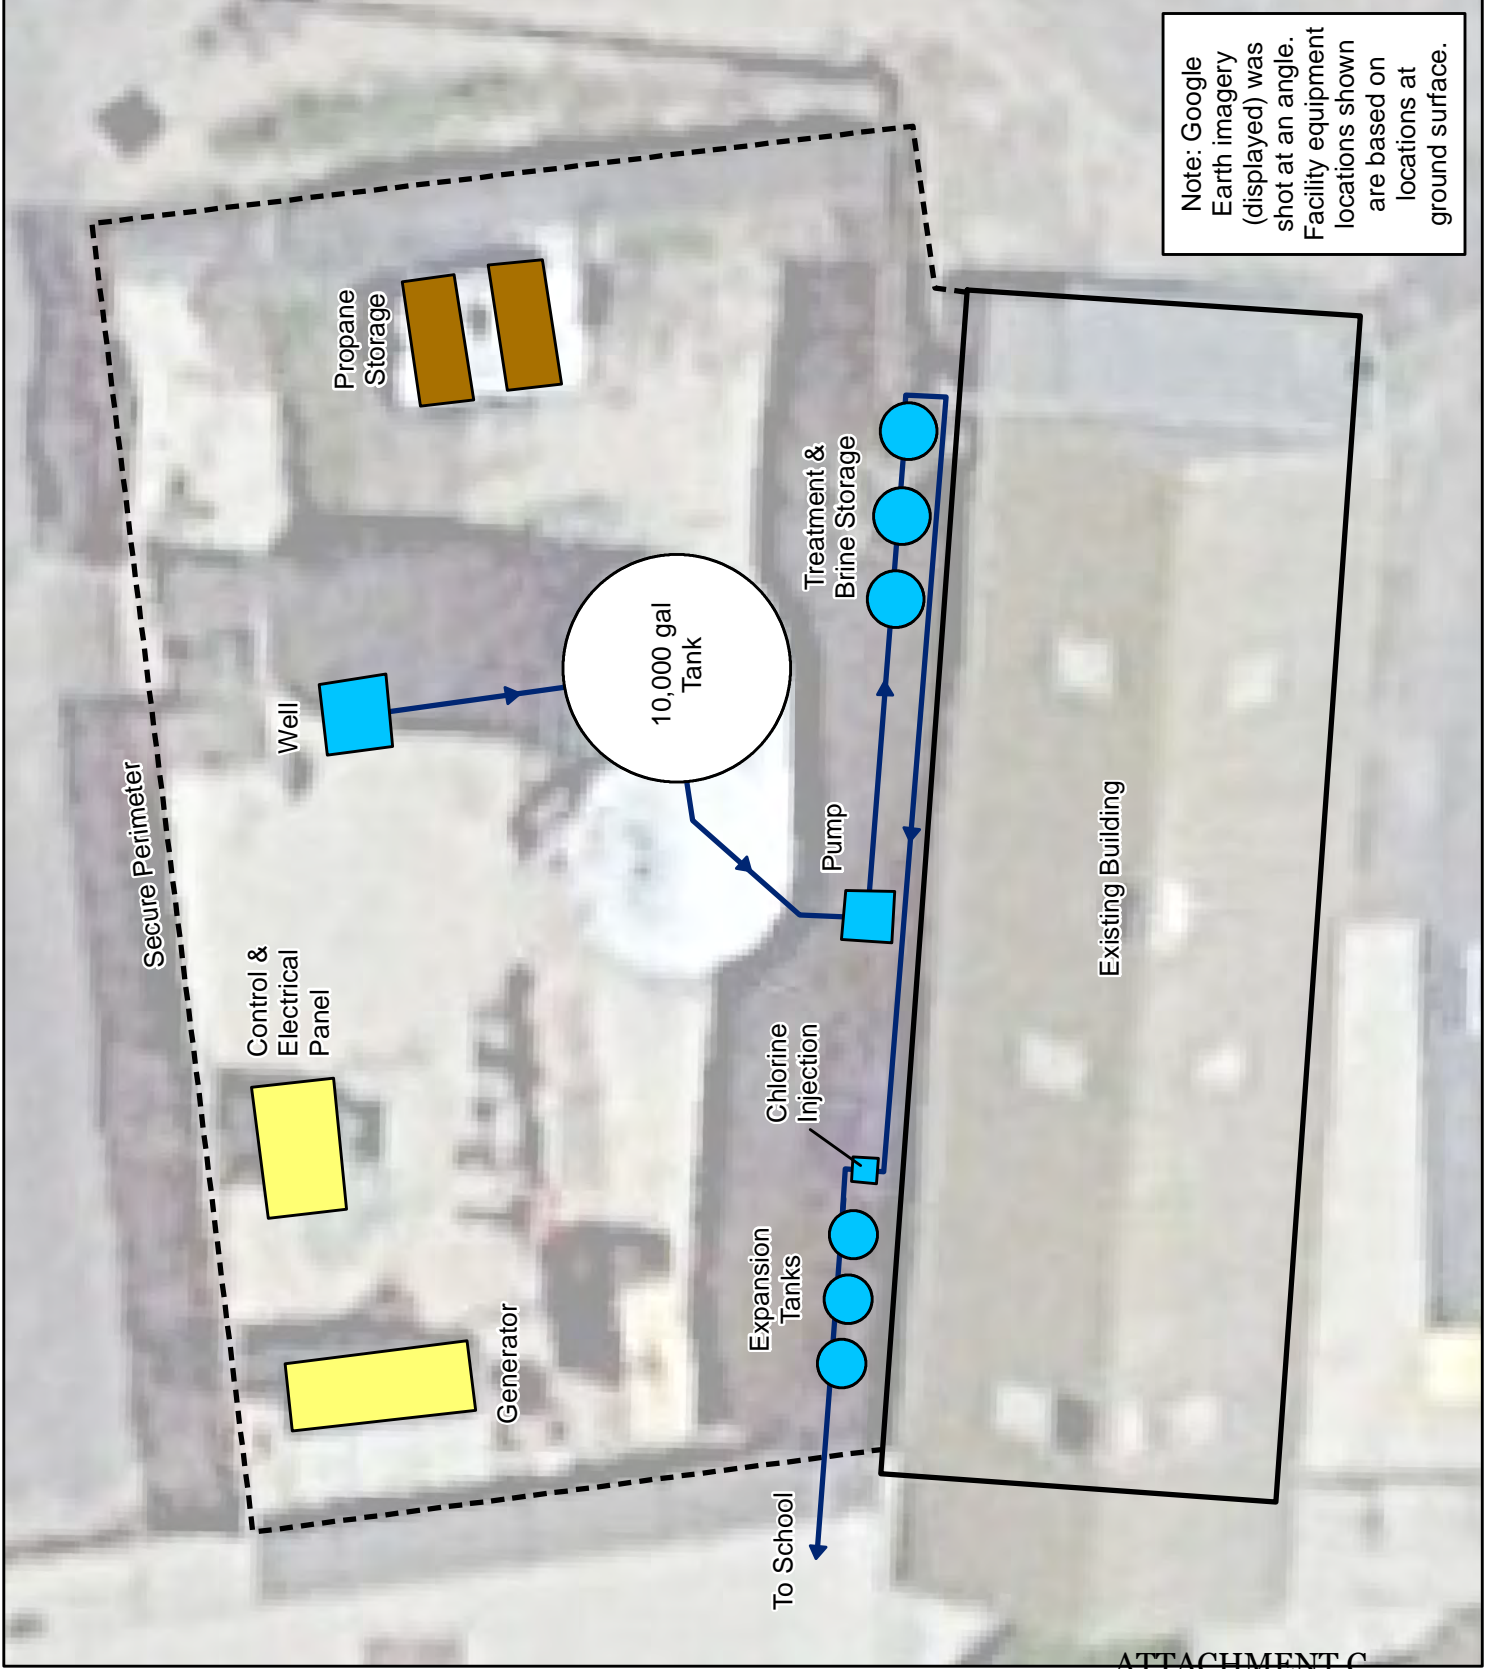 Note: Google
Earth imagery
(displayed) was
shot at an angle.
Facility equipment
locations shown
are based on
locations at
ground surface.
Propane
Storage
Treatment &
Brine Storage
10,000 gal
Tank
Well
Secure Perimeter
Pump
Existing Building
Control &
Electrical
Panel
Chlorine
Injection
Expansion
Tanks
Generator
To School
ATTACHMENT C